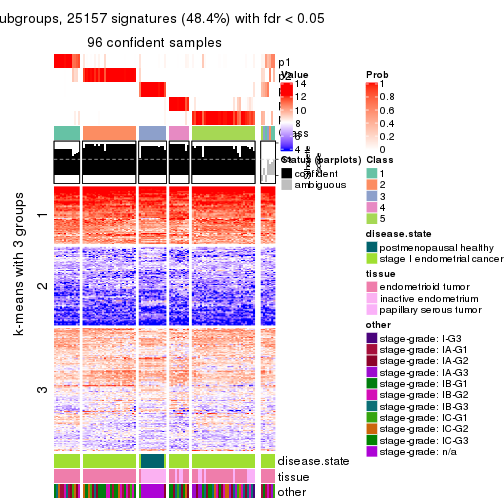 ubgroups, 25157 signatures (48.4%) with fdr < 0.05
96 confident samples
p1
Value
14
12
10
8
6
4
Prob
1
0.8
0.6
0.4
0.2
0
Status (barplots)
confident
ambiguous
Class
1
2
3
4
5
disease.state
postmenopausal healthy
stage I endometrial cancer
tissue
endometrioid tumor
inactive endometrium
papillary serous tumor
other
stage-grade: I-G3
stage-grade: IA-G1
stage-grade: IA-G2
stage-grade: IA-G3
stage-grade: IB-G1
stage-grade: IB-G2
stage-grade: IB-G3
stage-grade: IC-G1
stage-grade: IC-G2
stage-grade: IC-G3
stage-grade: n/a
k-means with 3 groups
1
2
3
disease.state
tissue
other